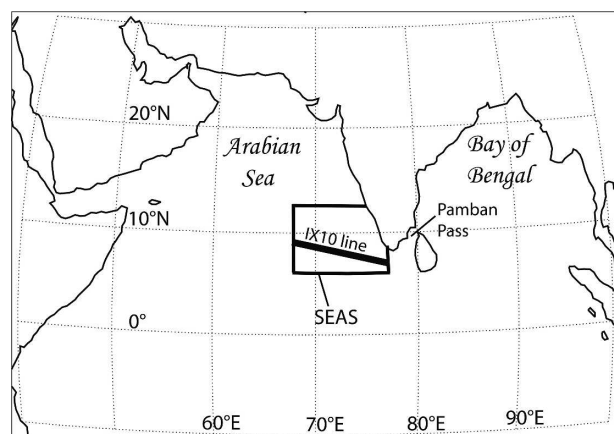 20°N
Arabian
Sea
Bay of
Bengal
10°N
Pamban
Pass
IX10 line
SEAS
0°
60°E
70°E
80°E
90°E